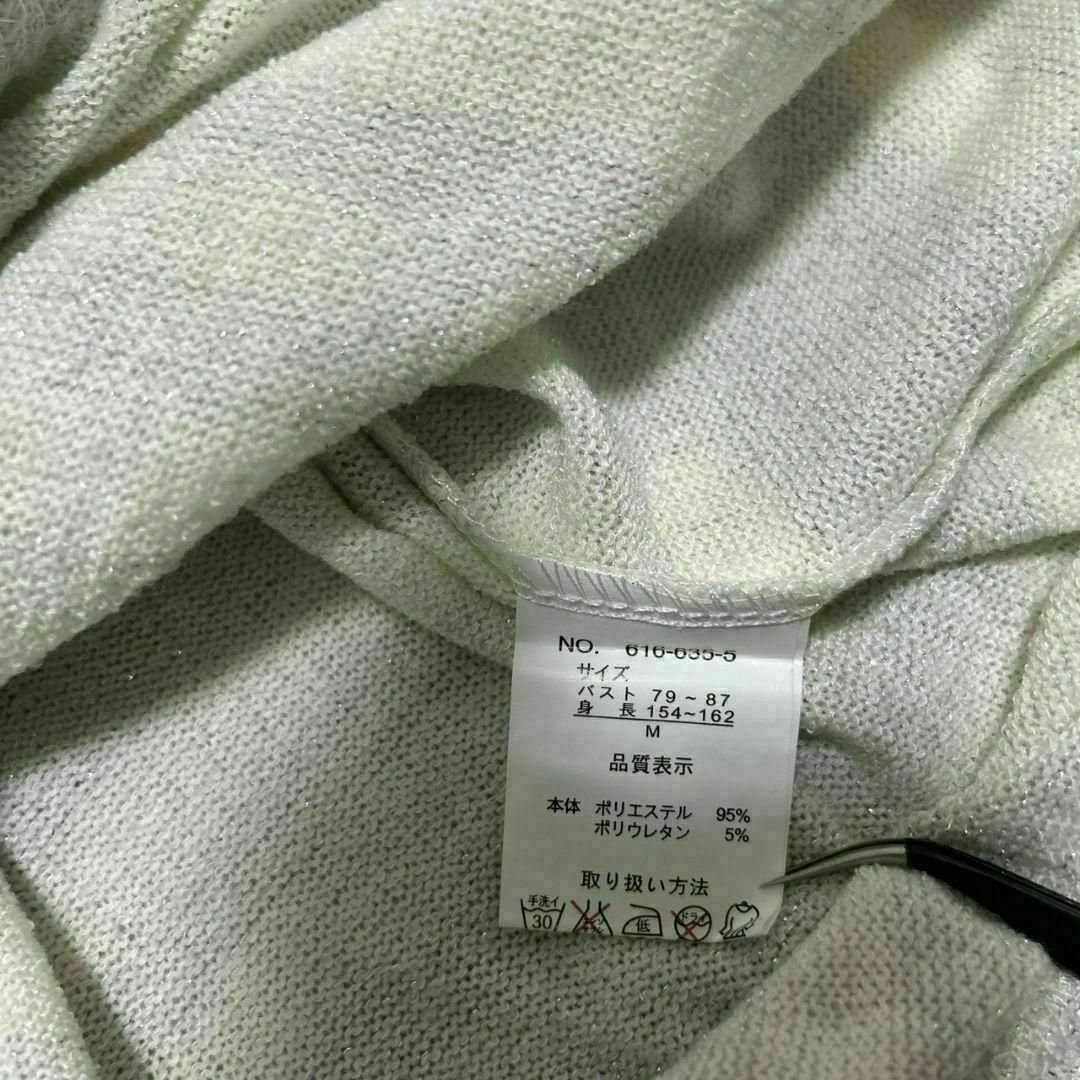 NO. 616-635-5
サイズ
バスト 79～87
身 長 154～162
M
品質表示
本体 ポリエステル 95%
ポリウレタン 5%
取り扱い方法
手洗イ
30
低
ドライ